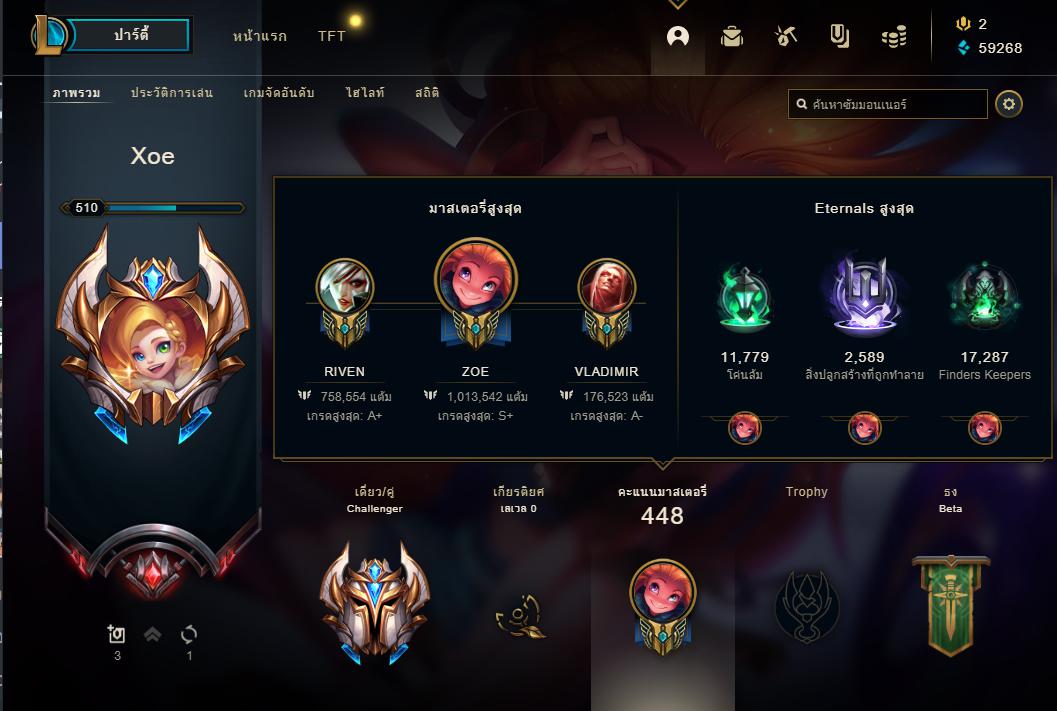 ปาร์ตี้
หน้าแรก
TFT
2
59268
ภาพรวม
ประวัติการเล่น
เกมจัดอันดับ
ไฮไลท์
สถิติ
ค้นหาซัมมอนเนอร์
Xoe
510
มาสเตอรี่สูงสุด
Eternals สูงสุด
RIVEN
758,554 แต้ม
เกรดสูงสุด: A+
ZOE
1,013,542 แต้ม
เกรดสูงสุด: S+
VLADIMIR
176,523 แต้ม
เกรดสูงสุด: A-
11,779
โค่นล้ม
2,589
สิ่งปลูกสร้างที่ถูกทำลาย
17,287
Finders Keepers
เดี่ยว/คู่
Challenger
เกียรติยศ
เลเวล 0
คะแนนมาสเตอรี่
448
Trophy
ธง
Beta
3
1